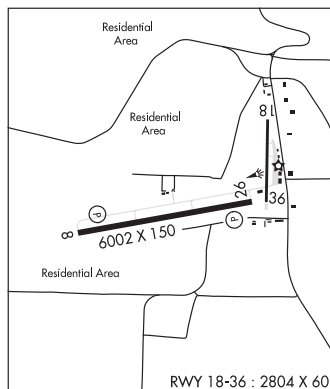 Residential
Area
Residential
Area
18
26
36
P
P
8
6002 X 150
Residential Area
RWY 18-36 : 2804 X 60